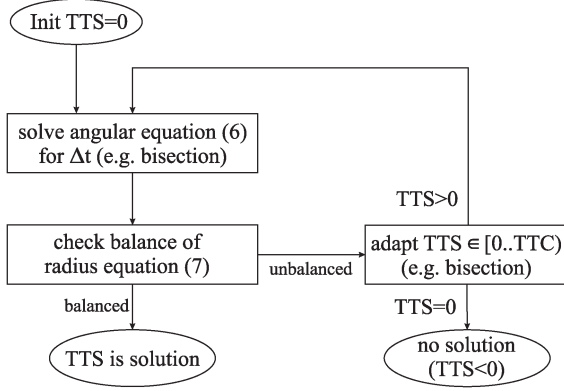 Init TTS=0
solve angular equation (6)
for Δt (e.g. bisection)
TTS>0
check balance of
radius equation (7)
unbalanced
adapt TTS ∈ [0..TTC)
(e.g. bisection)
balanced
TTS=0
TTS is solution
no solution
(TTS<0)